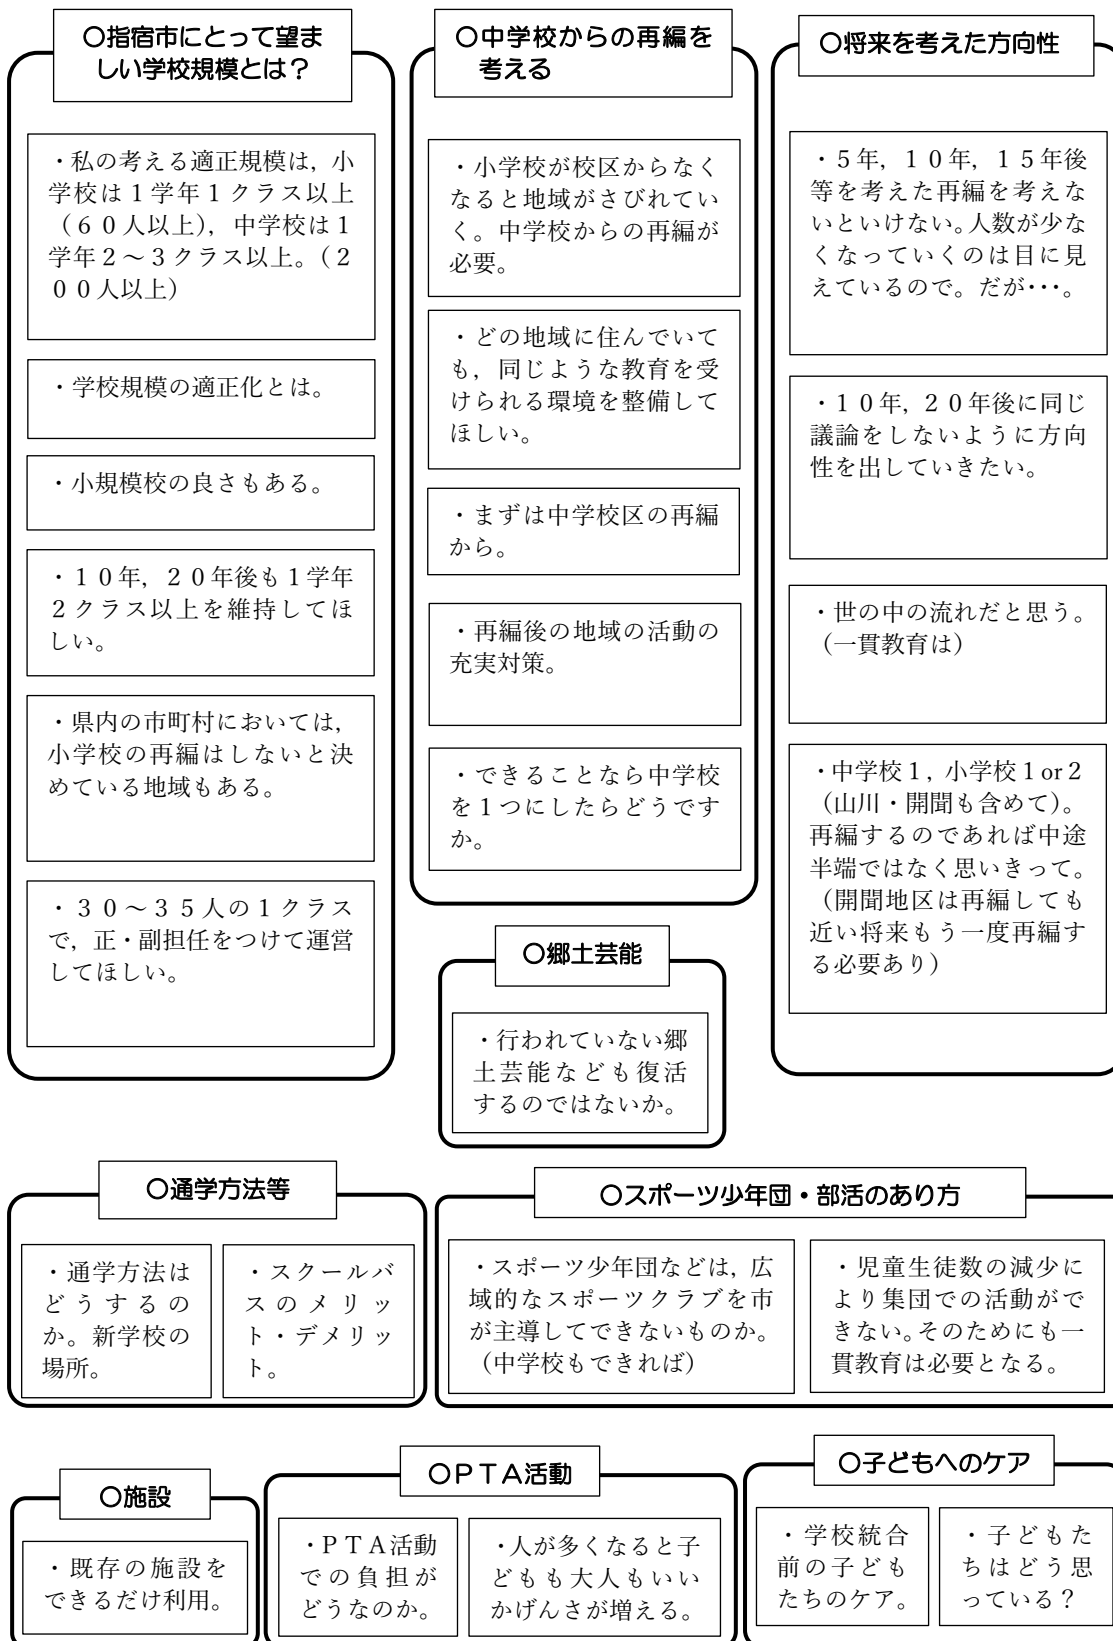 〇指宿市にとって望ま
しい学校規模とは？
・私の考える適正規模は，小
学校は１学年１クラス以上
（６０人以上），中学校は１
学年２～３クラス以上。（２
００人以上）
・学校規模の適正化とは。
・小規模校の良さもある。
・１０年，２０年後も１学年
２クラス以上を維持してほ
しい。
・県内の市町村においては，
小学校の再編はしないと決
めている地域もある。
・３０～３５人の１クラス
で，正・副担任をつけて運営
してほしい。
〇中学校からの再編を
考える
・小学校が校区からなく
なると地域がさびれてい
く。中学校からの再編が
必要。
・どの地域に住んでいて
も，同じような教育を受
けられる環境を整備して
ほしい。
・まずは中学校区の再編
から。
・再編後の地域の活動の
充実対策。
・できることなら中学校
を１つにしたらどうです
か。
〇将来を考えた方向性
・５年，１０年，１５年後
等を考えた再編を考えな
いといけない。人数が少な
くなっていくのは目に見
えているので。だが･･･。
・１０年，２０年後に同じ
議論をしないように方向
性を出していきたい。
・世の中の流れだと思う。
（一貫教育は）
・中学校１，小学校１or２
（山川・開聞も含めて）。
再編するのであれば中途
半端ではなく思いきって。
（開聞地区は再編しても
近い将来もう一度再編す
る必要あり）
〇郷土芸能
・行われていない郷
土芸能なども復活
するのではないか。
〇通学方法等
・通学方法は
どうするの
か。新学校の
場所。
・スクールバ
スのメリッ
ト・デメリッ
ト。
〇スポーツ少年団・部活のあり方
・スポーツ少年団などは，広
域的なスポーツクラブを市
が主導してできないものか。
（中学校もできれば）
・児童生徒数の減少に
より集団での活動がで
きない。そのためにも一
貫教育は必要となる。
〇施設
・既存の施設を
できるだけ利用。
〇ＰＴＡ活動
・ＰＴＡ活動
での負担が
どうなのか。
・人が多くなると子
どもも大人もいい
かげんさが増える。
〇子どもへのケア
・学校統合
前の子ども
たちのケア。
・子どもた
ちはどう思
っている？